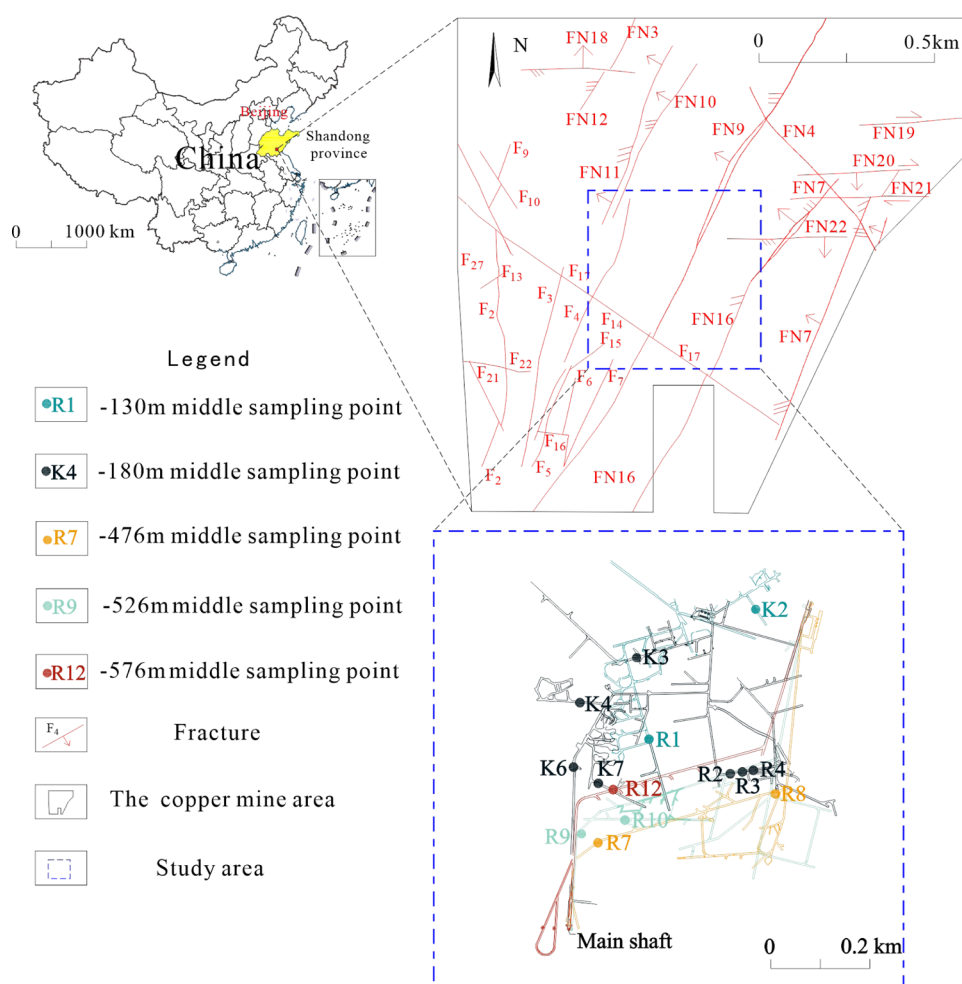 Beijing
Shandong
province
China
0 1000 km
N
0 0.5km
FN18
FN3
FN12
FN10
FN9
FN4
FN19
FN20
FN11
FN7
FN21
FN22
F9
F10
F27
F13
F17
F3
F2
F4
F14
F15
FN16
FN7
F22
F21
F6
F7
F17
F16
F5
F2
FN16
Legend
R1 -130m middle sampling point
K4 -180m middle sampling point
R7 -476m middle sampling point
R9 -526m middle sampling point
R12 -576m middle sampling point
F4 Fracture
The copper mine area
Study area
K2
K3
K4
R1
K6
K7
R2
R3
R4
R12
R8
R10
R9
R7
Main shaft
0 0.2 km